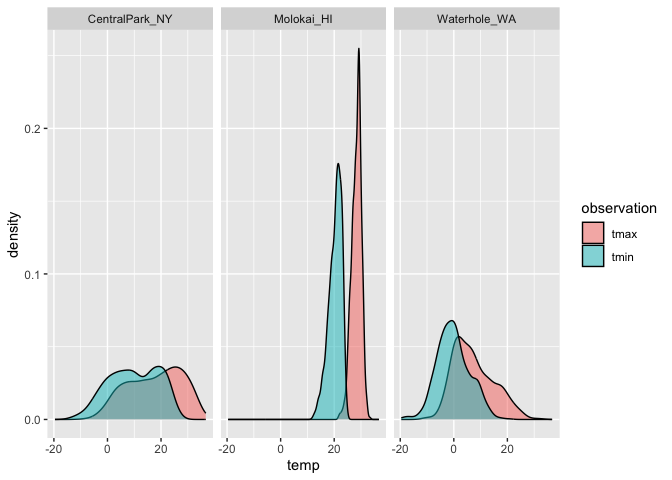 CentralPark_NY
Molokai_HI
Waterhole_WA
density
0.2
0.1
0.0
-20 0 20
-20 0 20
-20 0 20
temp
observation
tmax
tmin